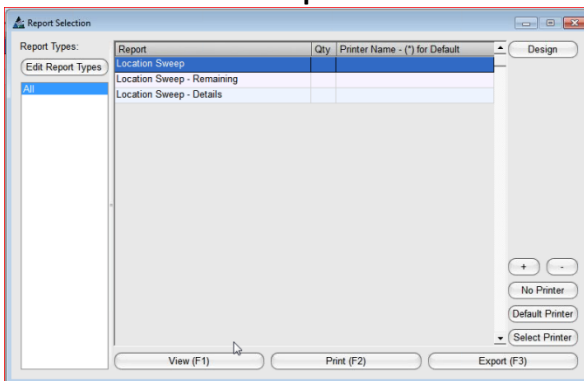 Report Selection
Report Types:
Edit Report Types
All
Report Qty Printer Name - (*) for Default
Location Sweep
Location Sweep - Remaining
Location Sweep - Details
Design
+ -
No Printer
Default Printer
Select Printer
View (F1) Print (F2) Export (F3)